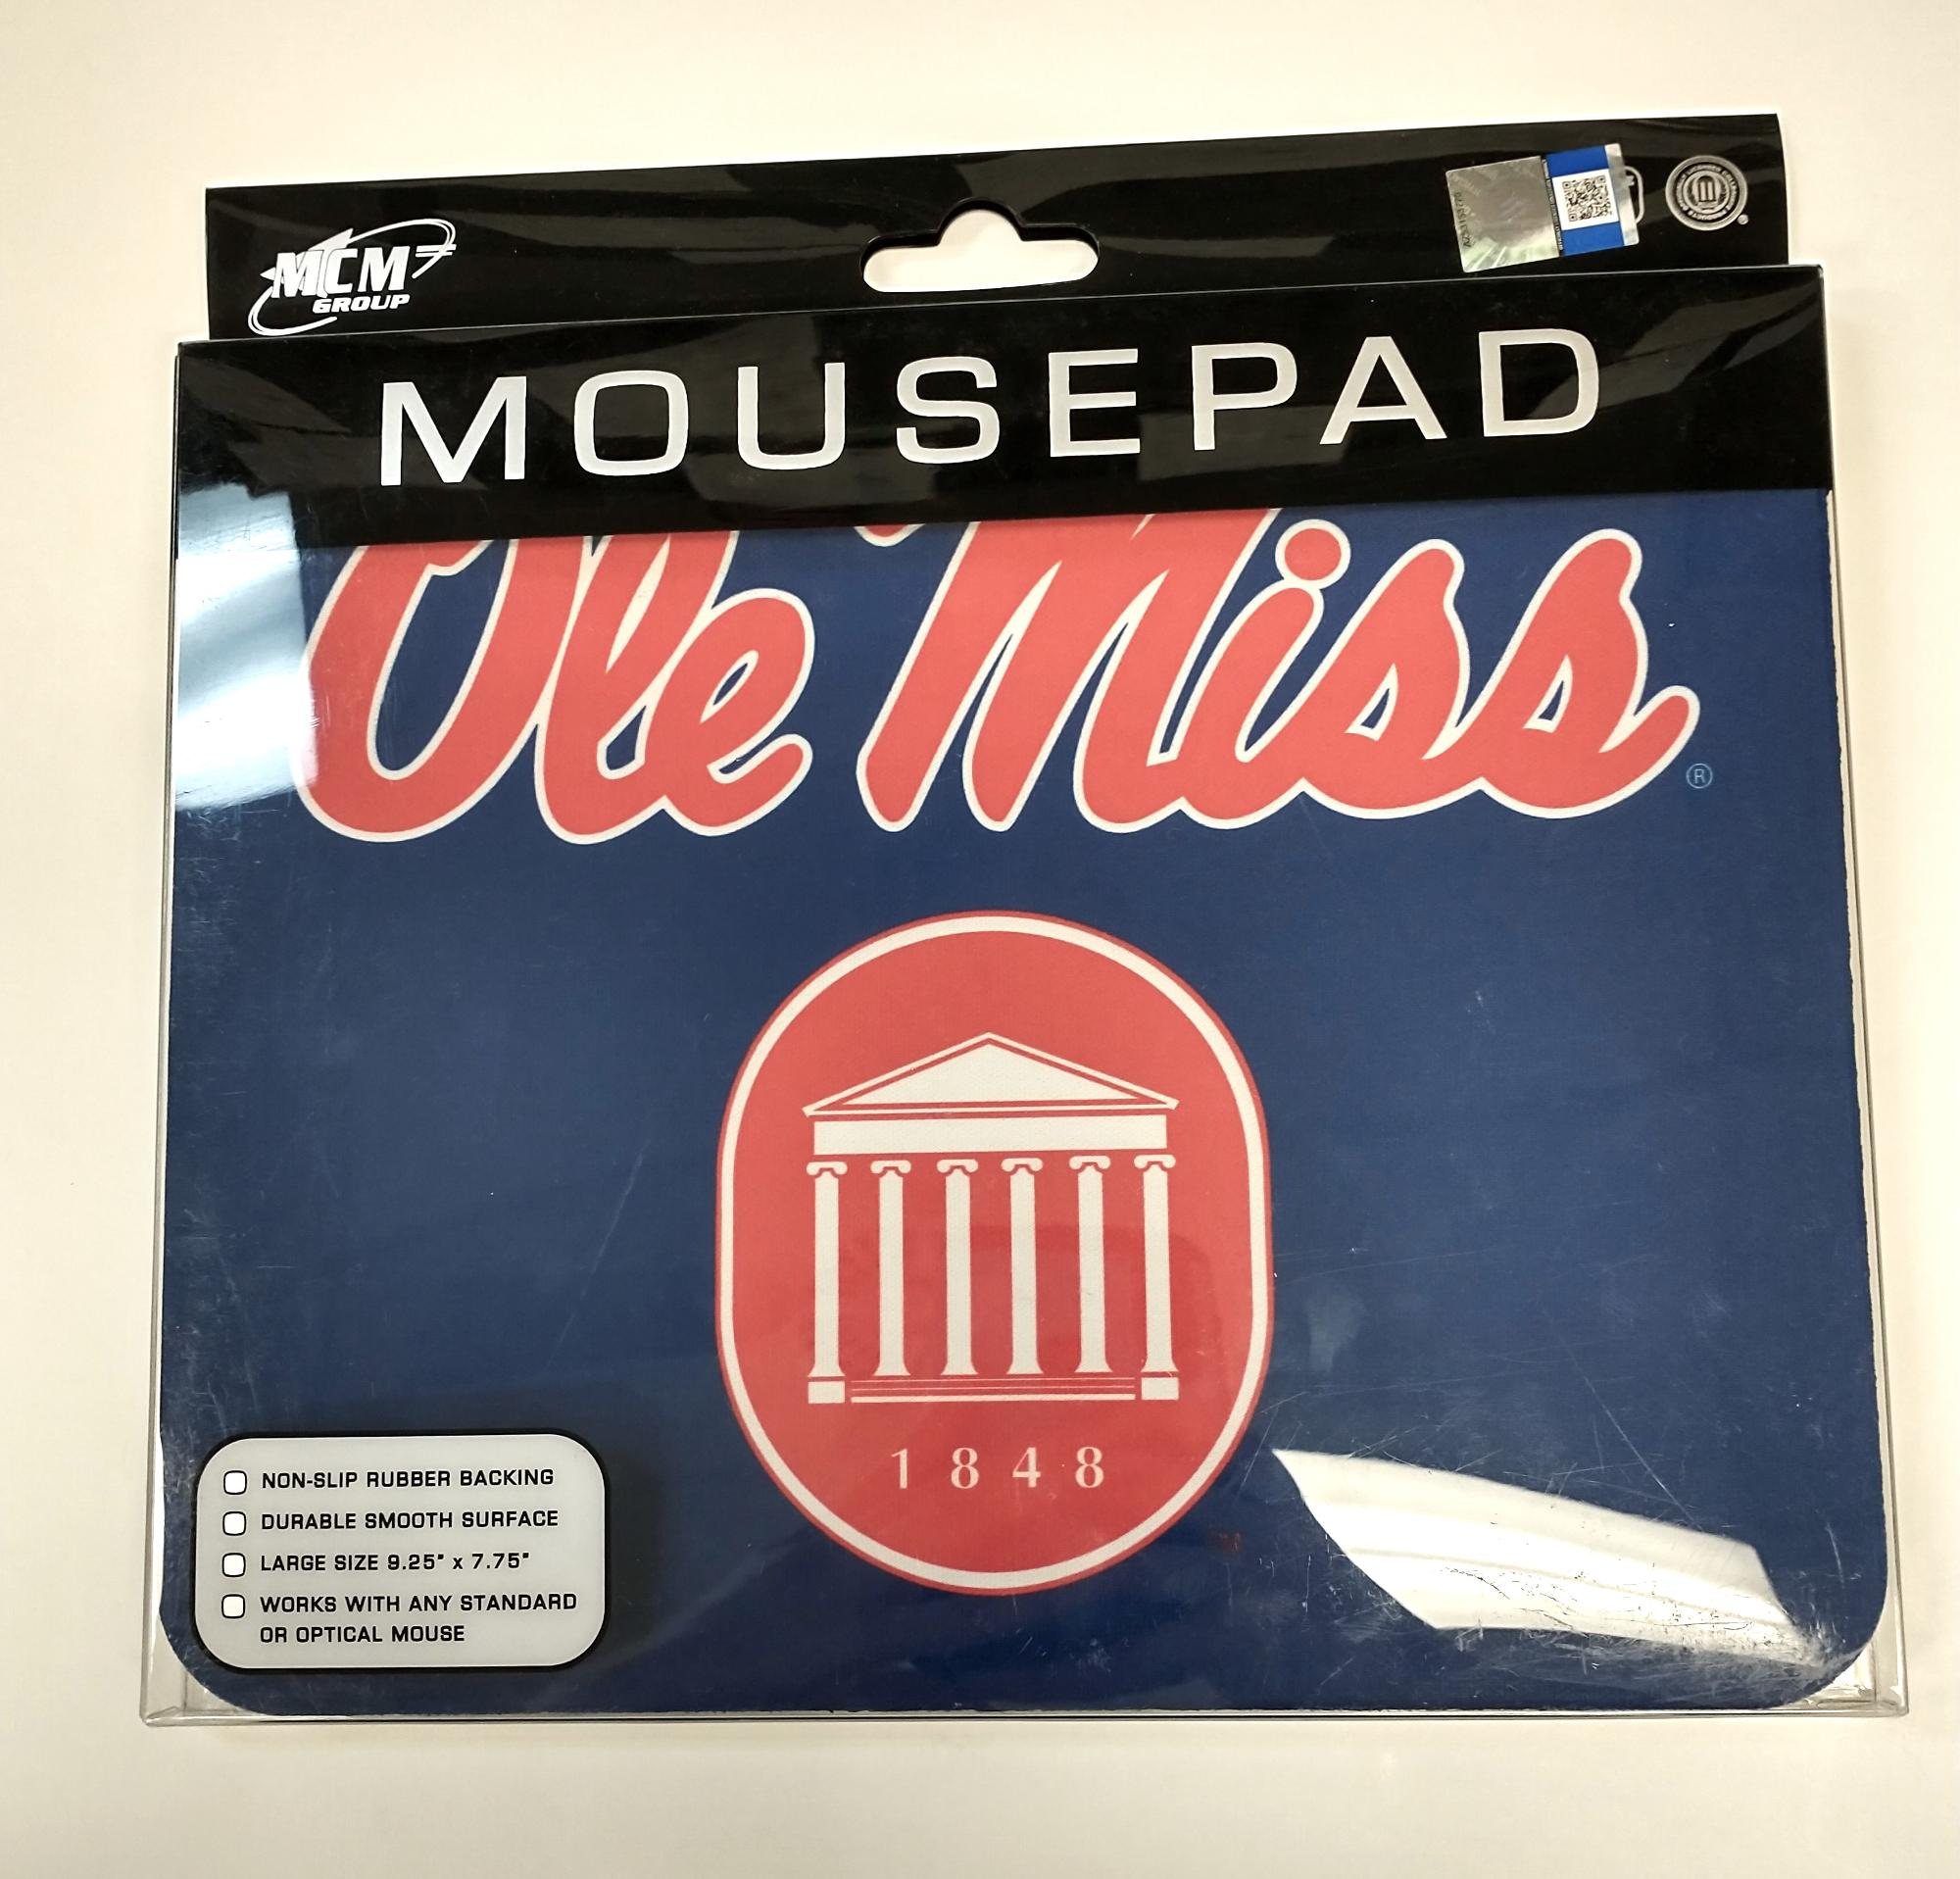 MCM
GROUP
MOUSEPAD
Ole Miss
®
1848
NON-SLIP RUBBER BACKING
DURABLE SMOOTH SURFACE
LARGE SIZE 9.25" x 7.75"
WORKS WITH ANY STANDARD
OR OPTICAL MOUSE